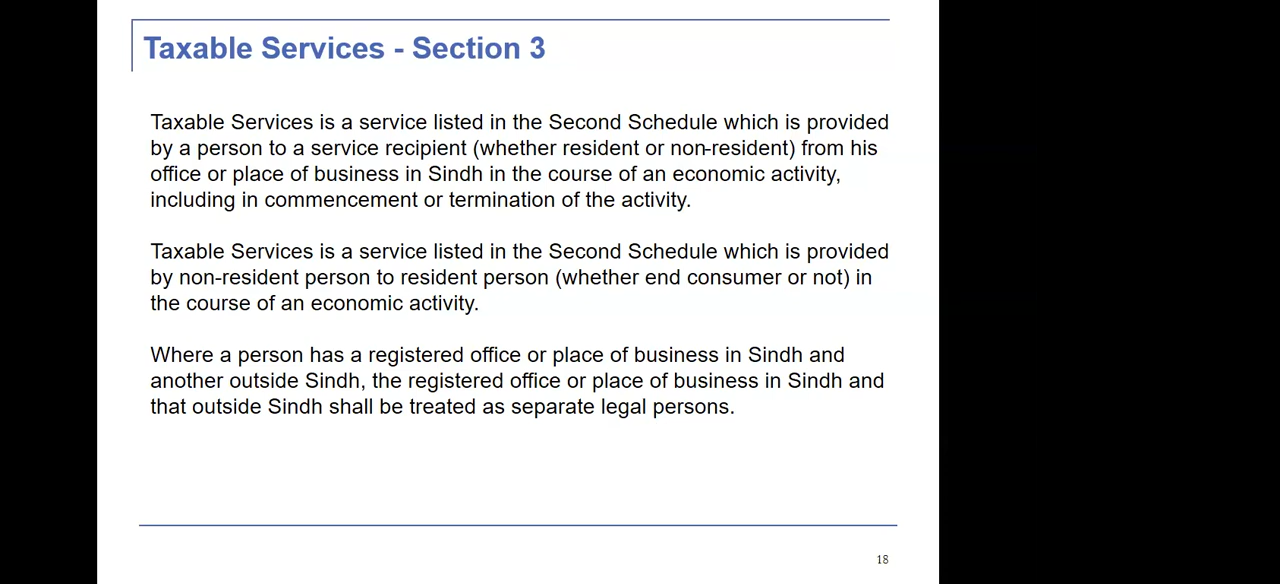 Taxable Services - Section 3
Taxable Services is a service listed in the Second Schedule which is provided
by a person to a service recipient (whether resident or non-resident) from his
office or place of business in Sindh in the course of an economic activity,
including in commencement or termination of the activity.
Taxable Services is a service listed in the Second Schedule which is provided
by non-resident person to resident person (whether end consumer or not) in
the course of an economic activity.
Where a person has a registered office or place of business in Sindh and
another outside Sindh, the registered office or place of business in Sindh and
that outside Sindh shall be treated as separate legal persons.
18